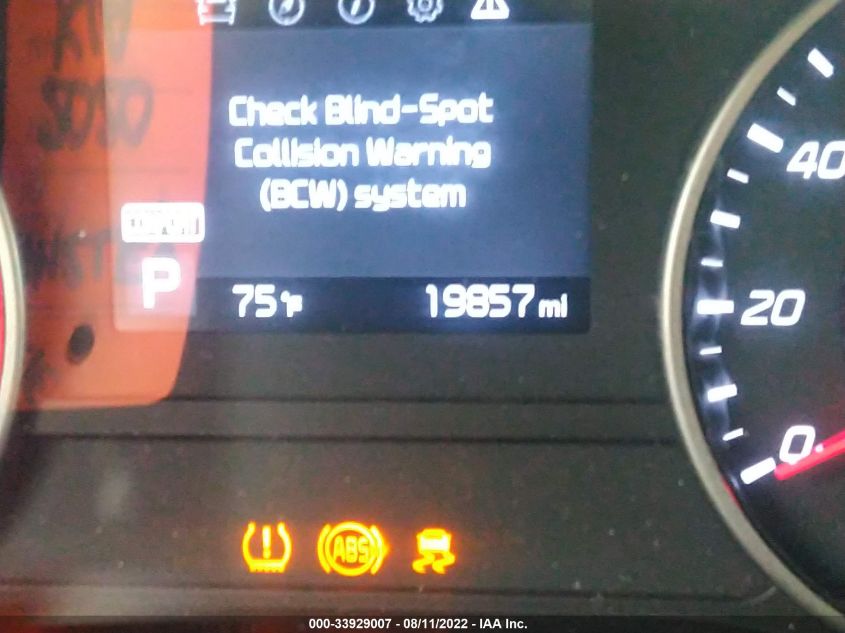 Check Blind-Spot
Collision Warning
(BCW) system
COMFORT
P
75°F
19857 mi
40
20
0
ABS
000-33929007 - 08/11/2022 - IAA Inc.